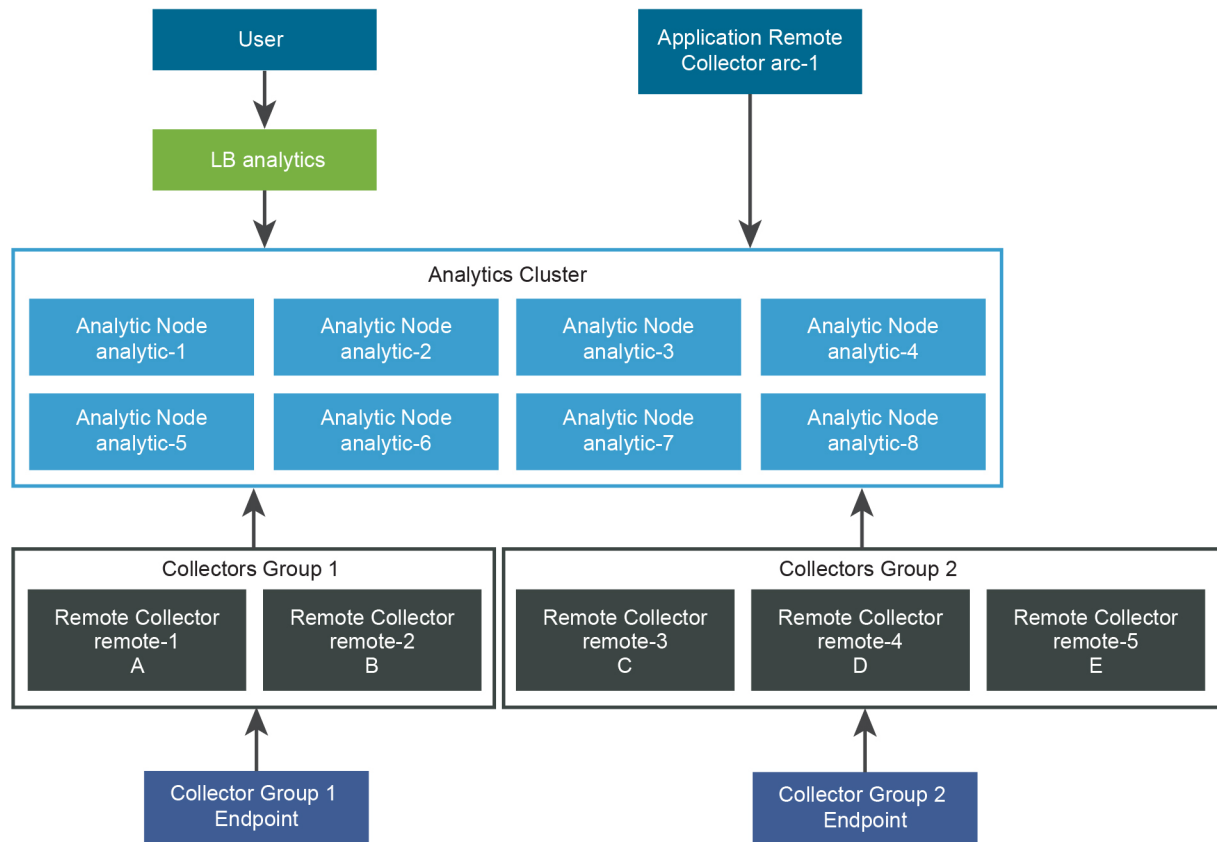 User
Application Remote
Collector arc-1
LB analytics
Analytics Cluster
Analytic Node
analytic-1
Analytic Node
analytic-2
Analytic Node
analytic-3
Analytic Node
analytic-4
Analytic Node
analytic-5
Analytic Node
analytic-6
Analytic Node
analytic-7
Analytic Node
analytic-8
Collectors Group 1
Remote Collector
remote-1
A
Remote Collector
remote-2
B
Collectors Group 2
Remote Collector
remote-3
C
Remote Collector
remote-4
D
Remote Collector
remote-5
E
Collector Group 1
Endpoint
Collector Group 2
Endpoint